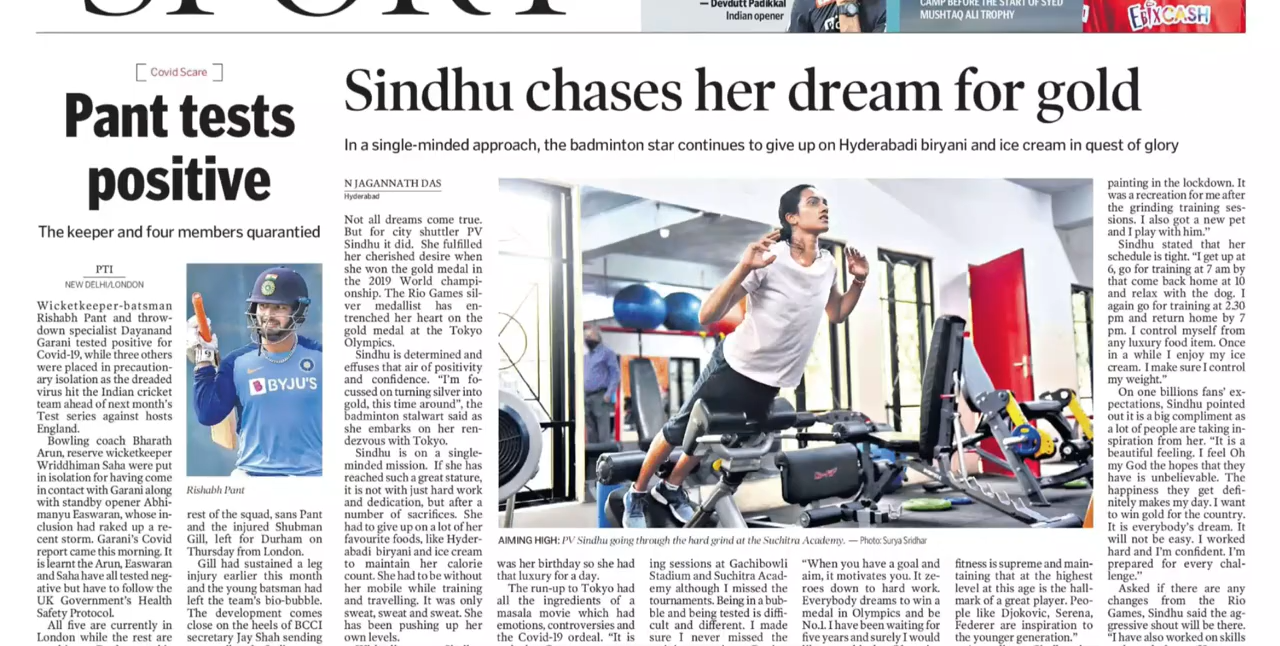 SPORT
— Devdutt Padikkal
Indian opener
CAMP BEFORE THE START OF SYED
MUSHTAQ ALI TROPHY
EbixCASH
Covid Scare
Pant tests
positive
The keeper and four members quarantied
PTI
NEW DELHI/LONDON
Wicketkeeper-batsman
Rishabh Pant and throw-
down specialist Dayanand
Garani tested positive for
Covid-19, while three others
were placed in precaution-
ary isolation as the dreaded
virus hit the Indian cricket
team ahead of next month's
Test series against hosts
England.
Bowling coach Bharath
Arun, reserve wicketkeeper
Wriddhiman Saha were put
in isolation for having come
in contact with Garani along
with standby opener Abhi-
manyu Easwaran, whose in-
clusion had raked up a re-
cent storm. Garani's Covid
report came this morning. It
is learnt the Arun, Easwaran
and Saha have all tested neg-
ative but have to follow the
UK Government's Health
Safety Protocol.
All five are currently in
London while the rest are
BYJU'S
Rishabh Pant
rest of the squad, sans Pant
and the injured Shubman
Gill, left for Durham on
Thursday from London.
Gill had sustained a leg
injury earlier this month
and the young batsman had
left the team's bio-bubble.
The development comes
close on the heels of BCCI
secretary Jay Shah sending
Sindhu chases her dream for gold
In a single-minded approach, the badminton star continues to give up on Hyderabadi biryani and ice cream in quest of glory
N JAGANNATH DAS
Hyderabad
Not all dreams come true.
But for city shuttler PV
Sindhu it did. She fulfilled
her cherished desire when
she won the gold medal in
the 2019 World champi-
onship. The Rio Games sil-
ver medallist has en-
trenched her heart on the
gold medal at the Tokyo
Olympics.
Sindhu is determined and
effuses that air of positivity
and confidence. "I'm fo-
cussed on turning silver into
gold, this time around", the
badminton stalwart said as
she embarks on her ren-
dezvous with Tokyo.
Sindhu is on a single-
minded mission. If she has
reached such a great stature,
it is not with just hard work
and dedication, but after a
number of sacrifices. She
had to give up on a lot of her
favourite foods, like Hyder-
abadi biryani and ice cream
to maintain her calorie
count. She had to be without
her mobile while training
and travelling. It was only
sweat, sweat and sweat. She
has been pushing up her
own levels.
AIMING HIGH: PV Sindhu going through the hard grind at the Suchitra Academy. — Photo: Surya Sridhar
was her birthday so she had
that luxury for a day.
The run-up to Tokyo had
all the ingredients of a
masala movie which had
emotions, controversies and
the Covid-19 ordeal. "It is
ing sessions at Gachibowli
Stadium and Suchitra Acad-
emy although I missed the
tournaments. Being in a bub-
ble and being tested is diffi-
cult and different. I made
sure I never missed the
"When you have a goal and
aim, it motivates you. It ze-
roes down to hard work.
Everybody dreams to win a
medal in Olympics and be
No.1. I have been waiting for
five years and surely I would
fitness is supreme and main-
taining that at the highest
level at this age is the hall-
mark of a great player. Peo-
ple like Djokovic, Serena,
Federer are inspiration to
the younger generation."
painting in the lockdown. It
was a recreation for me after
the grinding training ses-
sions. I also got a new pet
and I play with him."
Sindhu stated that her
schedule is tight. "I get up at
6, go for training at 7 am by
that come back home at 10
and relax with the dog. I
again go for training at 2.30
pm and return home by 7
pm. I control myself from
any luxury food item. Once
in a while I enjoy my ice
cream. I make sure I control
my weight."
On one billions fans' ex-
pectations, Sindhu pointed
out it is a big compliment as
a lot of people are taking in-
spiration from her. "It is a
beautiful feeling. I feel Oh
my God the hopes that they
have is unbelievable. The
happiness they get defi-
nitely makes my day. I want
to win gold for the country.
It is everybody's dream. It
will not be easy. I worked
hard and I'm confident. I'm
prepared for every chal-
lenge."
Asked if there are any
changes from the Rio
Games, Sindhu said the ag-
gressive shout will be there.
"I have also worked on skills